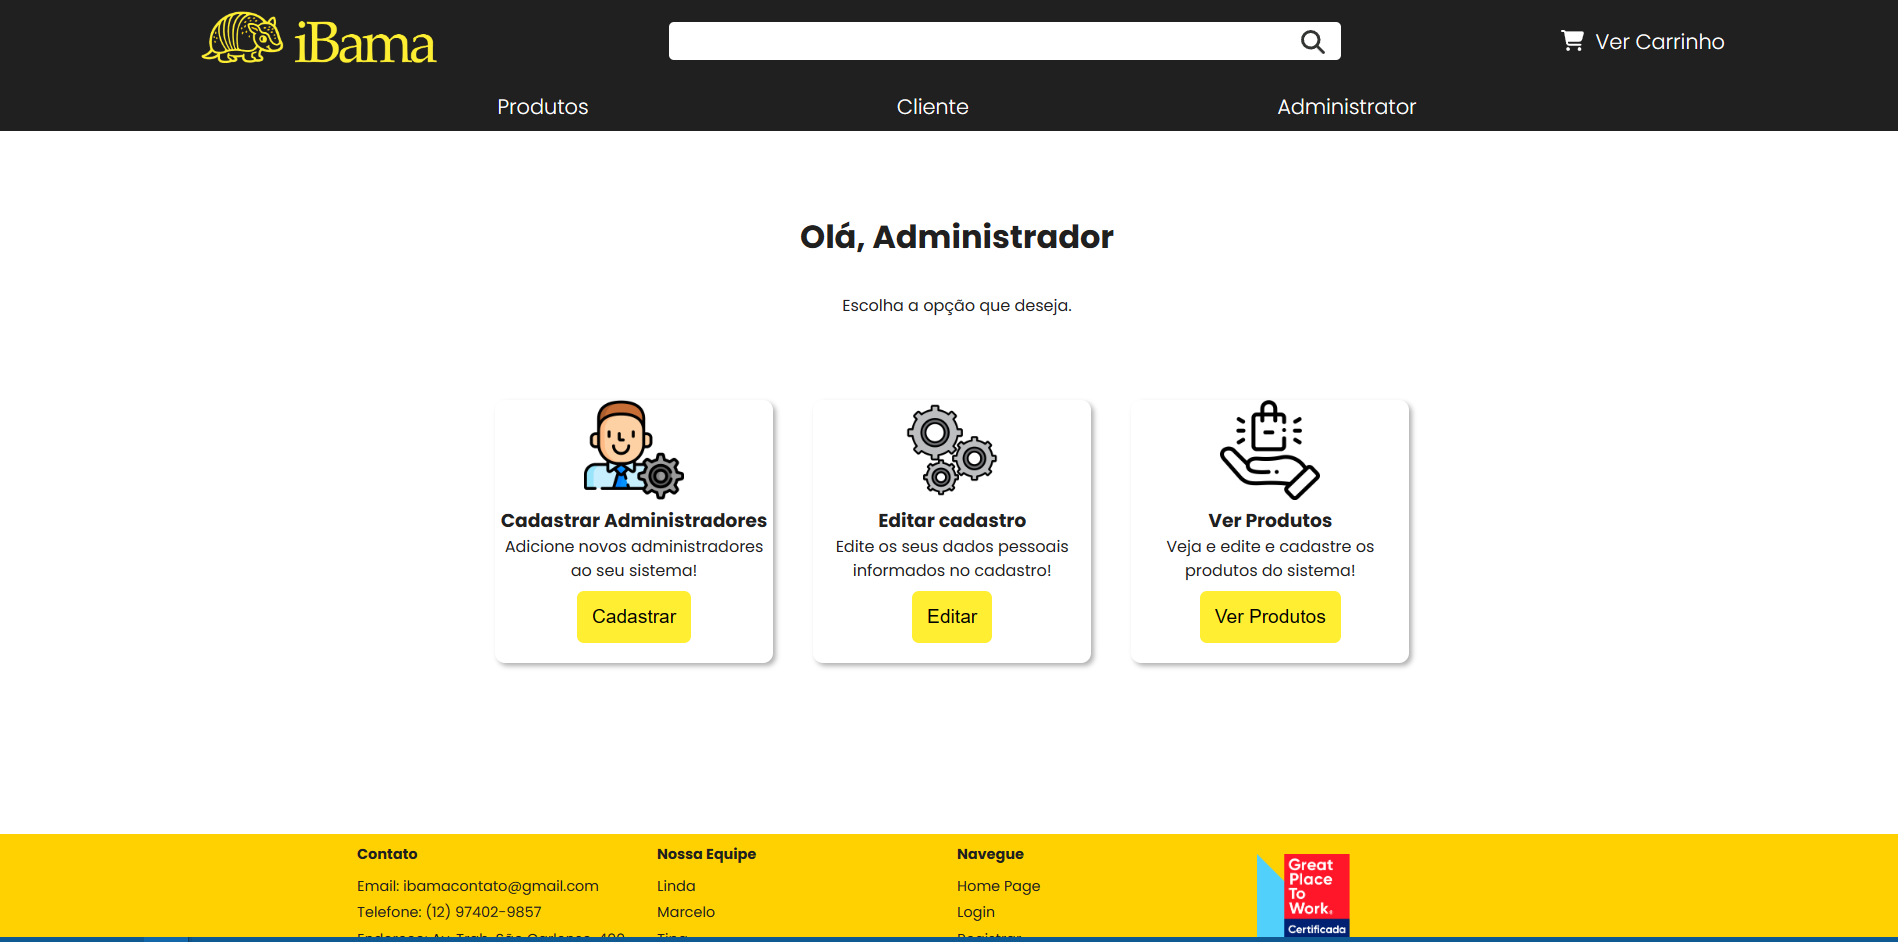 iBama
Ver Carrinho
Produtos
Cliente
Administrator
Olá, Administrador
Escolha a opção que deseja.
Cadastrar Administradores
Adicione novos administradores
ao seu sistema!
Cadastrar
Editar cadastro
Edite os seus dados pessoais
informados no cadastro!
Editar
Ver Produtos
Veja e edite e cadastre os
produtos do sistema!
Ver Produtos
Contato
Email: ibamacontato@gmail.com
Telefone: (12) 97402-9857
Nossa Equipe
Linda
Marcelo
Navegue
Home Page
Login
Great
Place
To
Work.
Certificada